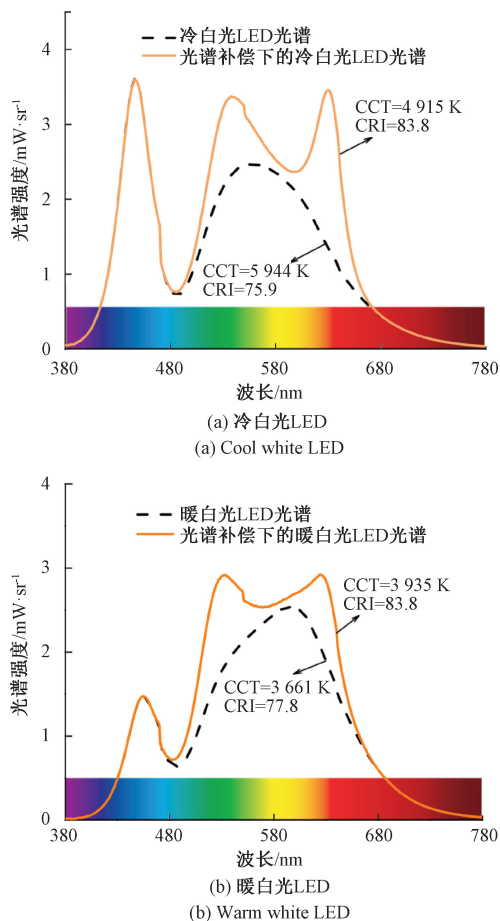 冷白光LED光谱
光谱补偿下的冷白光LED光谱
CCT=4 915 K
CRI=83.8
CCT=5 944 K
CRI=75.9
光谱强度/mW·sr⁻¹
4
3
2
1
0
380
480
580
680
780
波长/nm
(a) 冷白光LED
(a) Cool white LED
暖白光LED光谱
光谱补偿下的暖白光LED光谱
CCT=3 935 K
CRI=83.8
CCT=3 661 K
CRI=77.8
光谱强度/mW·sr⁻¹
4
3
2
1
0
380
480
580
680
780
波长/nm
(b) 暖白光LED
(b) Warm white LED